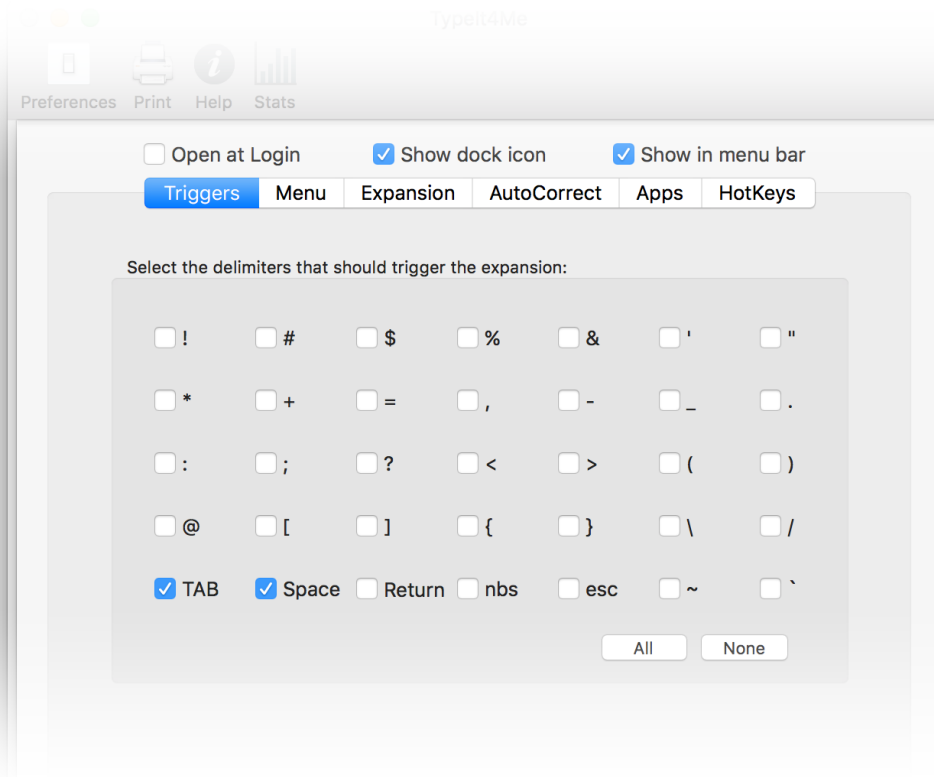 TypeIt4Me
Preferences Print Help Stats
Open at Login Show dock icon Show in menu bar
Triggers Menu Expansion AutoCorrect Apps HotKeys
Select the delimiters that should trigger the expansion:
! # $ % & ' "
* + = , - _ .
: ; ? < > ( )
@ [ ] { } \ /
TAB Space Return nbs esc ~ `
All None